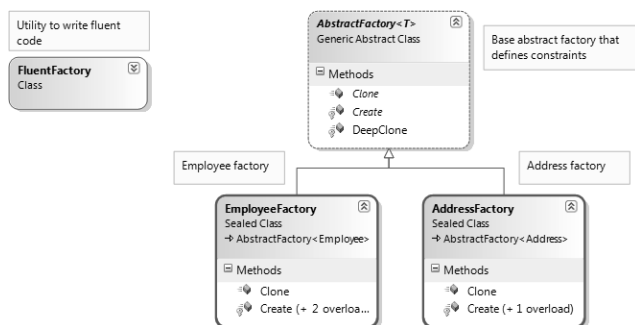 Utility to write fluent
code
FluentFactory
Class
AbstractFactory<T>
Generic Abstract Class
Methods
Clone
Create
DeepClone
Base abstract factory that
defines constraints
Employee factory
Address factory
EmployeeFactory
Sealed Class
AbstractFactory<Employee>
Methods
Clone
Create (+ 2 overloa...
AddressFactory
Sealed Class
AbstractFactory<Address>
Methods
Clone
Create (+ 1 overload)